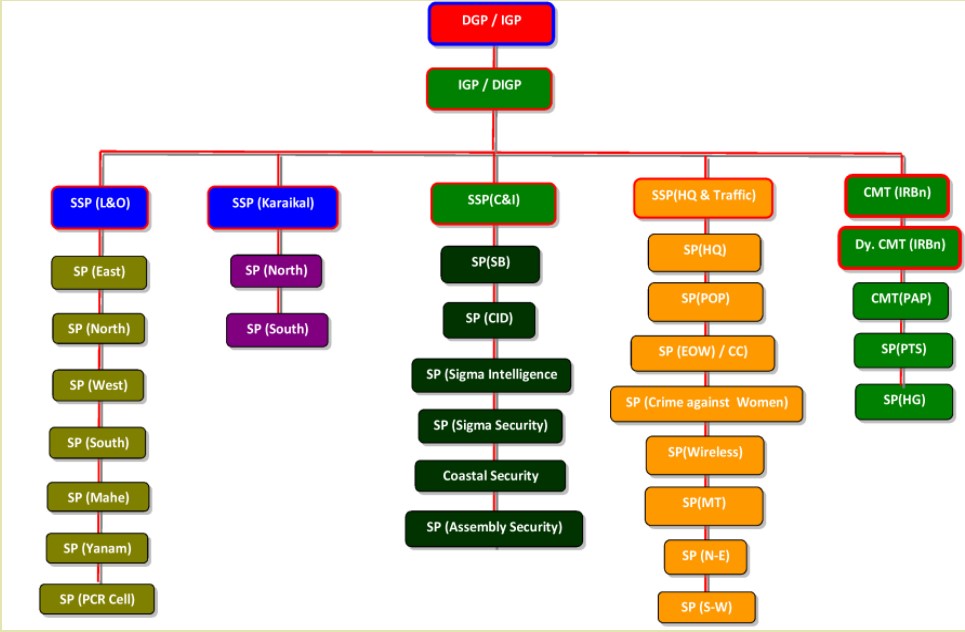 DGP / IGP
IGP / DIGP
SSP (L&O)
SP (East)
SP (North)
SP (West)
SP (South)
SP (Mahe)
SP (Yanam)
SP (PCR Cell)
SSP (Karaikal)
SP (North)
SP (South)
SSP(C&I)
SP(SB)
SP (CID)
SP (Sigma Intelligence
SP (Sigma Security)
Coastal Security
SP (Assembly Security)
SSP(HQ & Traffic)
SP(HQ)
SP(POP)
SP (EOW) / CC)
SP (Crime against Women)
SP(Wireless)
SP(MT)
SP (N-E)
SP (S-W)
CMT (IRBn)
Dy. CMT (IRBn)
CMT(PAP)
SP(PTS)
SP(HG)